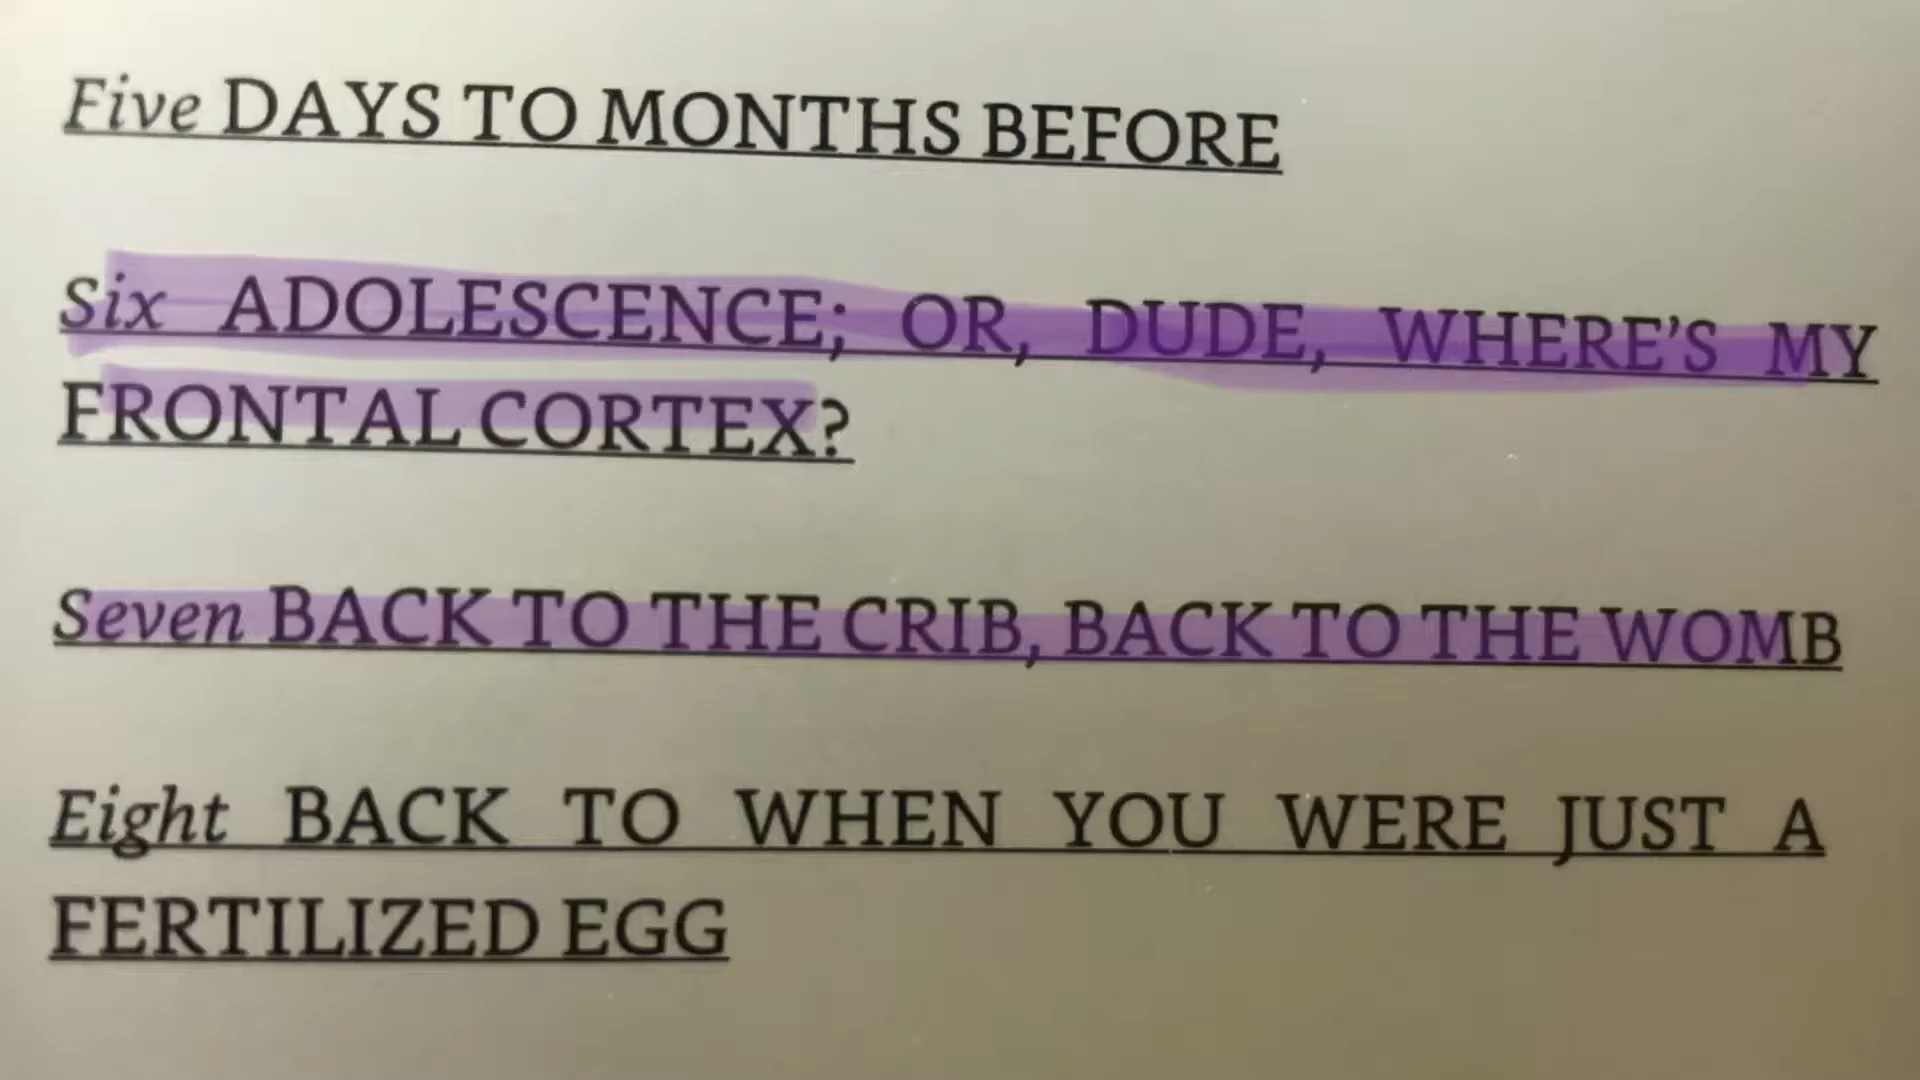 Five DAYS TO MONTHS BEFORE
Six ADOLESCENCE; OR, DUDE, WHERE’S MY
FRONTAL CORTEX?
Seven BACK TO THE CRIB, BACK TO THE WOMB
Eight BACK TO WHEN YOU WERE JUST A
FERTILIZED EGG